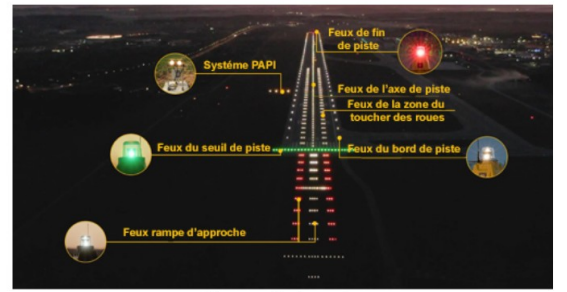 Feux de fin
de piste
Systéme PAPI
Feux de l'axe de piste
Feux de la zone du
toucher des roues
Feux du seuil de piste
Feux du bord de piste
Feux rampe d'approche